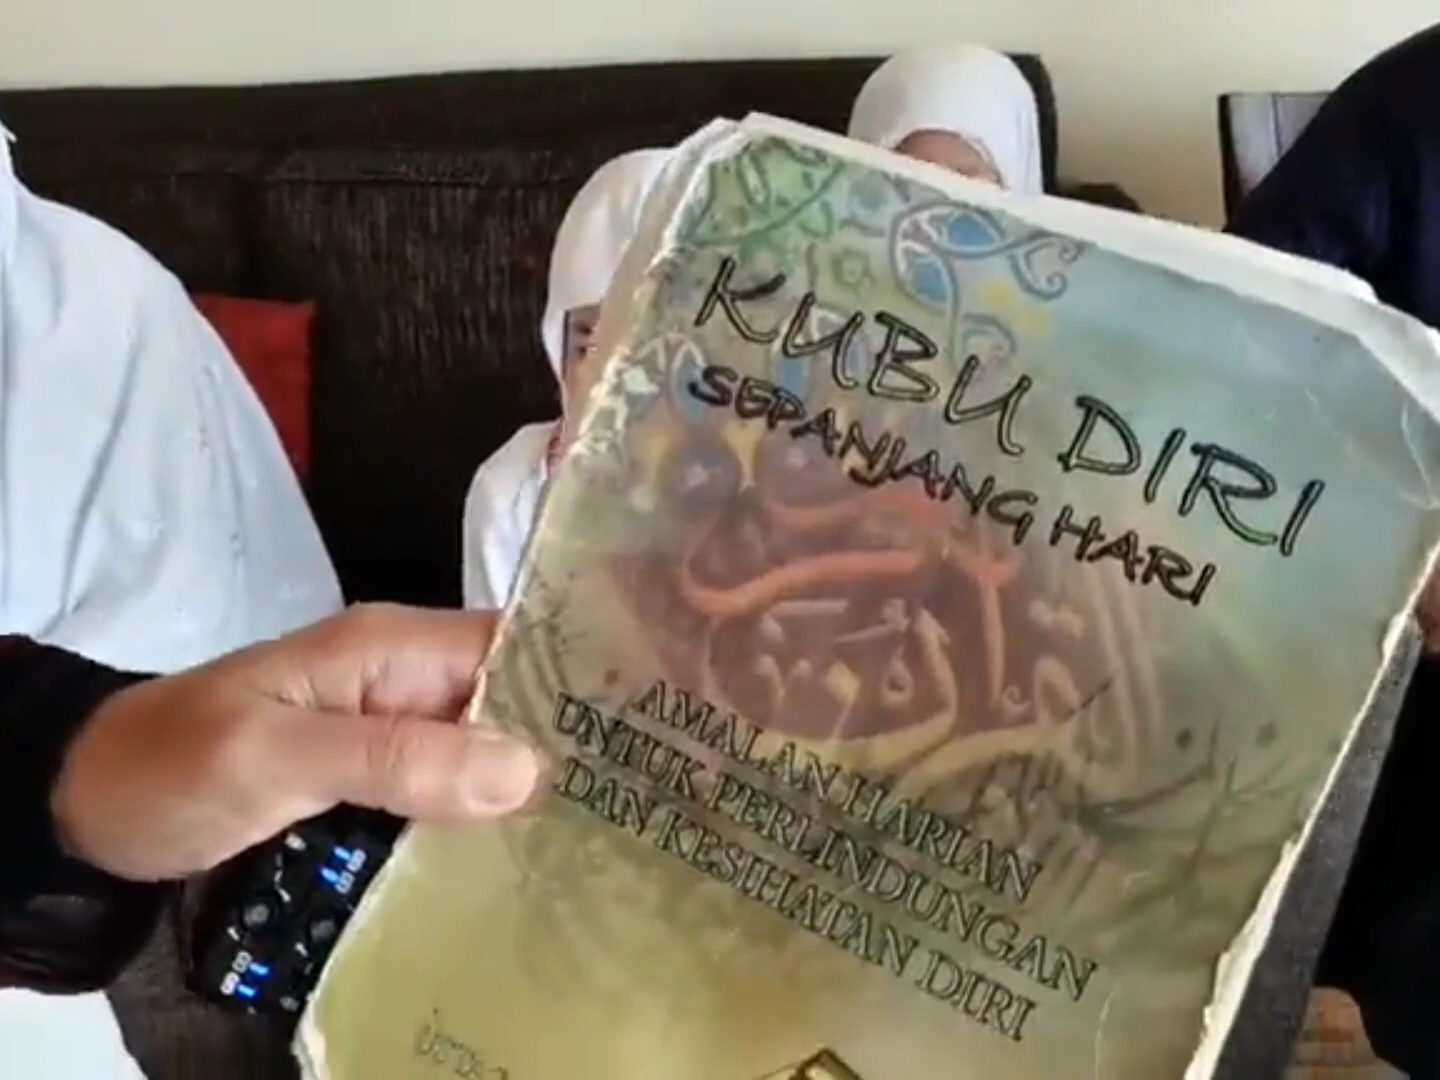 KUBU DIRI
SEPANJANG HARI
AMALAN HARIAN
UNTUK PERLINDUNGAN
DAN KESIHATAN DIRI